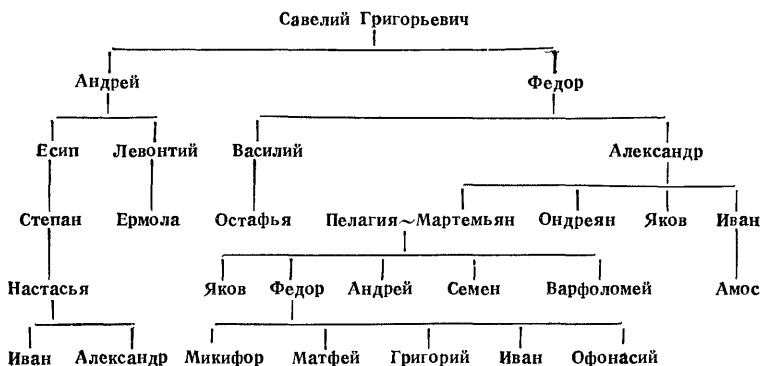 Савелий Григорьевич
Андрей Федор
Есип Левонтий Василий Александр
Степан Ермола Остафья Пелагия~Мартемьян Ондреян Яков Иван
Настасья Яков Федор Андрей Семен Варфоломей Амос
Иван Александр Микифор Матфей Григорий Иван Офонасий